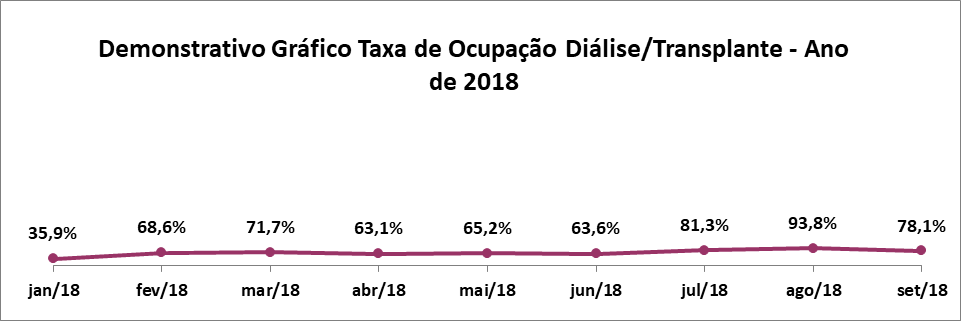 Demonstrativo Gráfico Taxa de Ocupação Diálise/Transplante - Ano
de 2018
35,9% 68,6% 71,7% 63,1% 65,2% 63,6% 81,3% 93,8% 78,1%
jan/18 fev/18 mar/18 abr/18 mai/18 jun/18 jul/18 ago/18 set/18